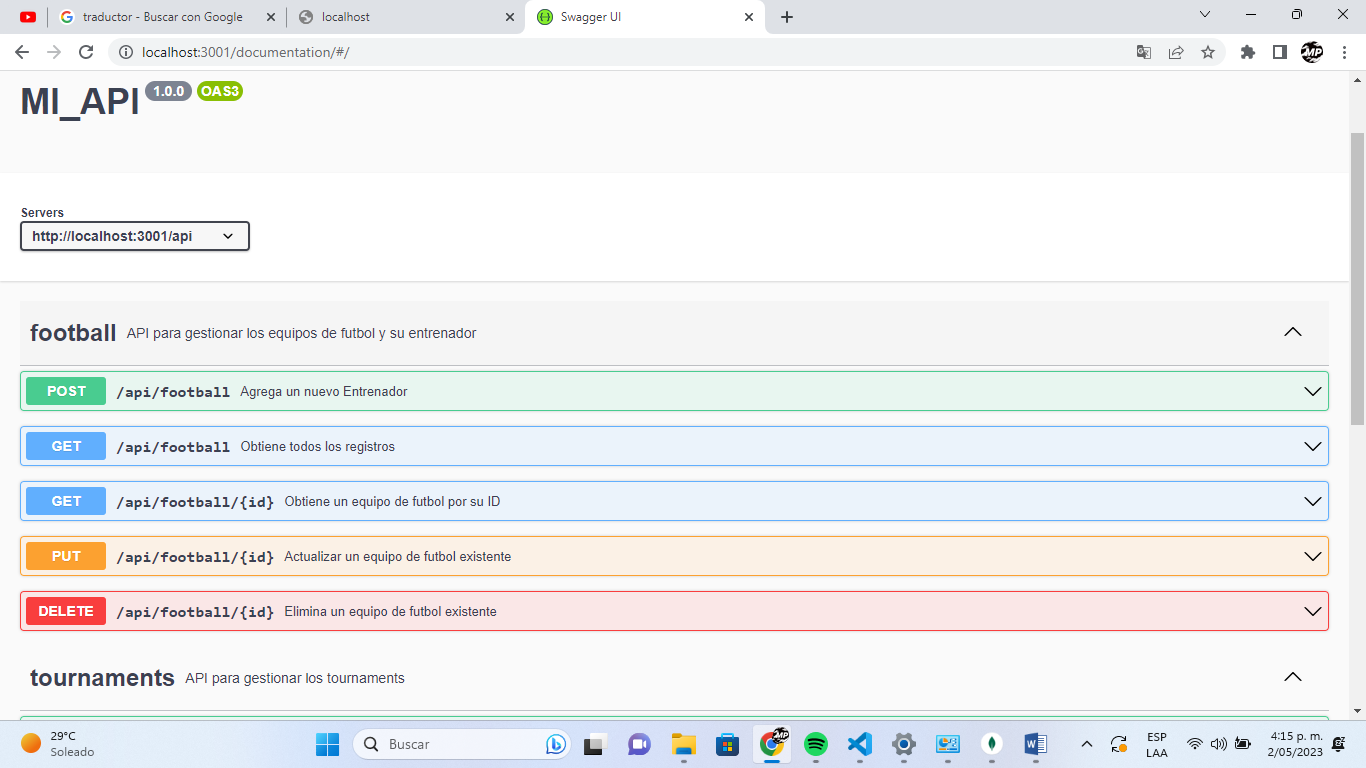 traductor - Buscar con Google
localhost
Swagger UI
localhost:3001/documentation/#/
MI_API 1.0.0 OAS3
Servers
http://localhost:3001/api
football API para gestionar los equipos de futbol y su entrenador
POST /api/football Agrega un nuevo Entrenador
GET /api/football Obtiene todos los registros
GET /api/football/{id} Obtiene un equipo de futbol por su ID
PUT /api/football/{id} Actualizar un equipo de futbol existente
DELETE /api/football/{id} Elimina un equipo de futbol existente
tournaments API para gestionar los tournaments
29°C
Soleado
Buscar
ESP
LAA
4:15 p. m.
2/05/2023